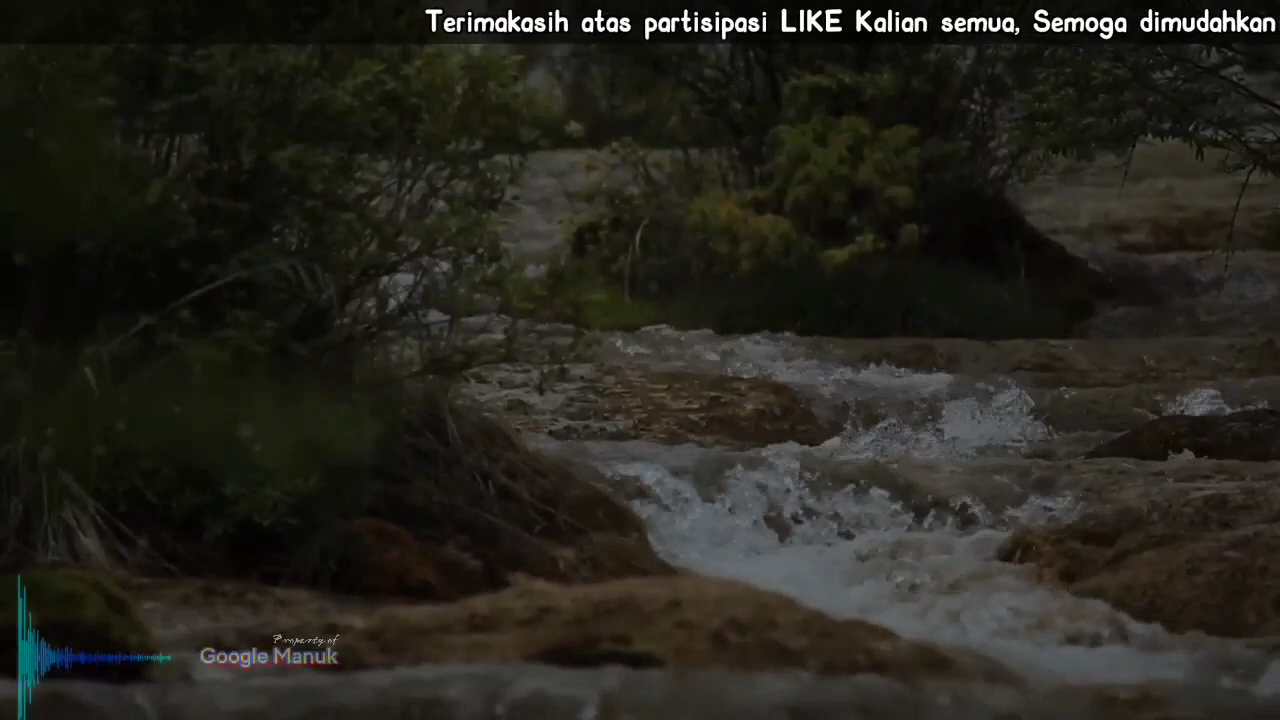 Terimakasih atas partisipasi LIKE Kalian semua, Semoga dimudahkan
Property of
Google Manuk